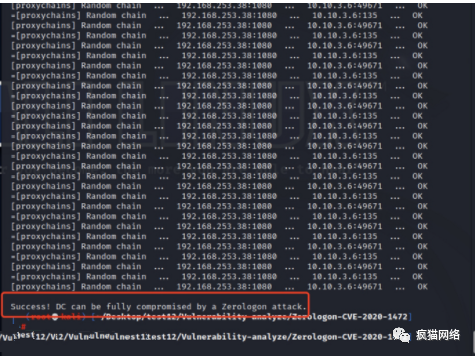 [proxychains] Random chain ... 192.168.253.38:1080 ... 10.10.3.6:49671 ... OK
[proxychains] Random chain ... 192.168.253.38:1080 ... 10.10.3.6:135 ... OK
[proxychains] Random chain ... 192.168.253.38:1080 ... 10.10.3.6:49671 ... OK
[proxychains] Random chain ... 192.168.253.38:1080 ... 10.10.3.6:135 ... OK
[proxychains] Random chain ... 192.168.253.38:1080 ... 10.10.3.6:49671 ... OK
[proxychains] Random chain ... 192.168.253.38:1080 ... 10.10.3.6:135 ... OK
[proxychains] Random chain ... 192.168.253.38:1080 ... 10.10.3.6:49671 ... OK
[proxychains] Random chain ... 192.168.253.38:1080 ... 10.10.3.6:135 ... OK
[proxychains] Random chain ... 192.168.253.38:1080 ... 10.10.3.6:49671 ... OK
[proxychains] Random chain ... 192.168.253.38:1080 ... 10.10.3.6:135 ... OK
[proxychains] Random chain ... 192.168.253.38:1080 ... 10.10.3.6:49671 ... OK
[proxychains] Random chain ... 192.168.253.38:1080 ... 10.10.3.6:135 ... OK
[proxychains] Random chain ... 192.168.253.38:1080 ... 10.10.3.6:49671 ... OK
[proxychains] Random chain ... 192.168.253.38:1080 ... 10.10.3.6:135 ... OK
[proxychains] Random chain ... 192.168.253.38:1080 ... 10.10.3.6:49671 ... OK
[proxychains] Random chain ... 192.168.253.38:1080 ... 10.10.3.6:135 ... OK
[proxychains] Random chain ... 192.168.253.38:1080 ... 10.10.3.6:49671 ... OK
[proxychains] Random chain ... 192.168.253.38:1080 ... 10.10.3.6:135 ... OK
[proxychains] Random chain ... 192.168.253.38:1080 ... 10.10.3.6:49671 ... OK
[proxychains] Random chain ... 192.168.253.38:1080 ... 10.10.3.6:135 ... OK
[proxychains] Random chain ... 192.168.253.38:1080 ... 10.10.3.6:49671 ... OK
[proxychains] Random chain ... 192.168.253.38:1080 ... 10.10.3.6:135 ... OK
[proxychains] Random chain ... 192.168.253.38:1080 ... 10.10.3.6:49671 ... OK
[proxychains] Random chain ... 192.168.253.38:1080 ... 10.10.3.6:135 ... OK
[proxychains] Random chain ... 192.168.253.38:1080 ... 10.10.3.6:49671 ... OK
[proxychains] Random chain ... 192.168.253.38:1080 ... 10.10.3.6:135 ... OK
[proxychains] Random chain ... 192.168.253.38:1080 ... 10.10.3.6:49671 ... OK
[proxychains] Random chain ... 192.168.253.38:1080 ... 10.10.3.6:135 ... OK
[proxychains] Random chain ... 192.168.253.38:1080 ... 10.10.3.6:49671 ... OK
Success! DC can be fully compromised by a Zerologon attack.
~/Desktop/test12/Vulnerability-analyze/Zerologon-CVE-2020-1472]
疯猫网络